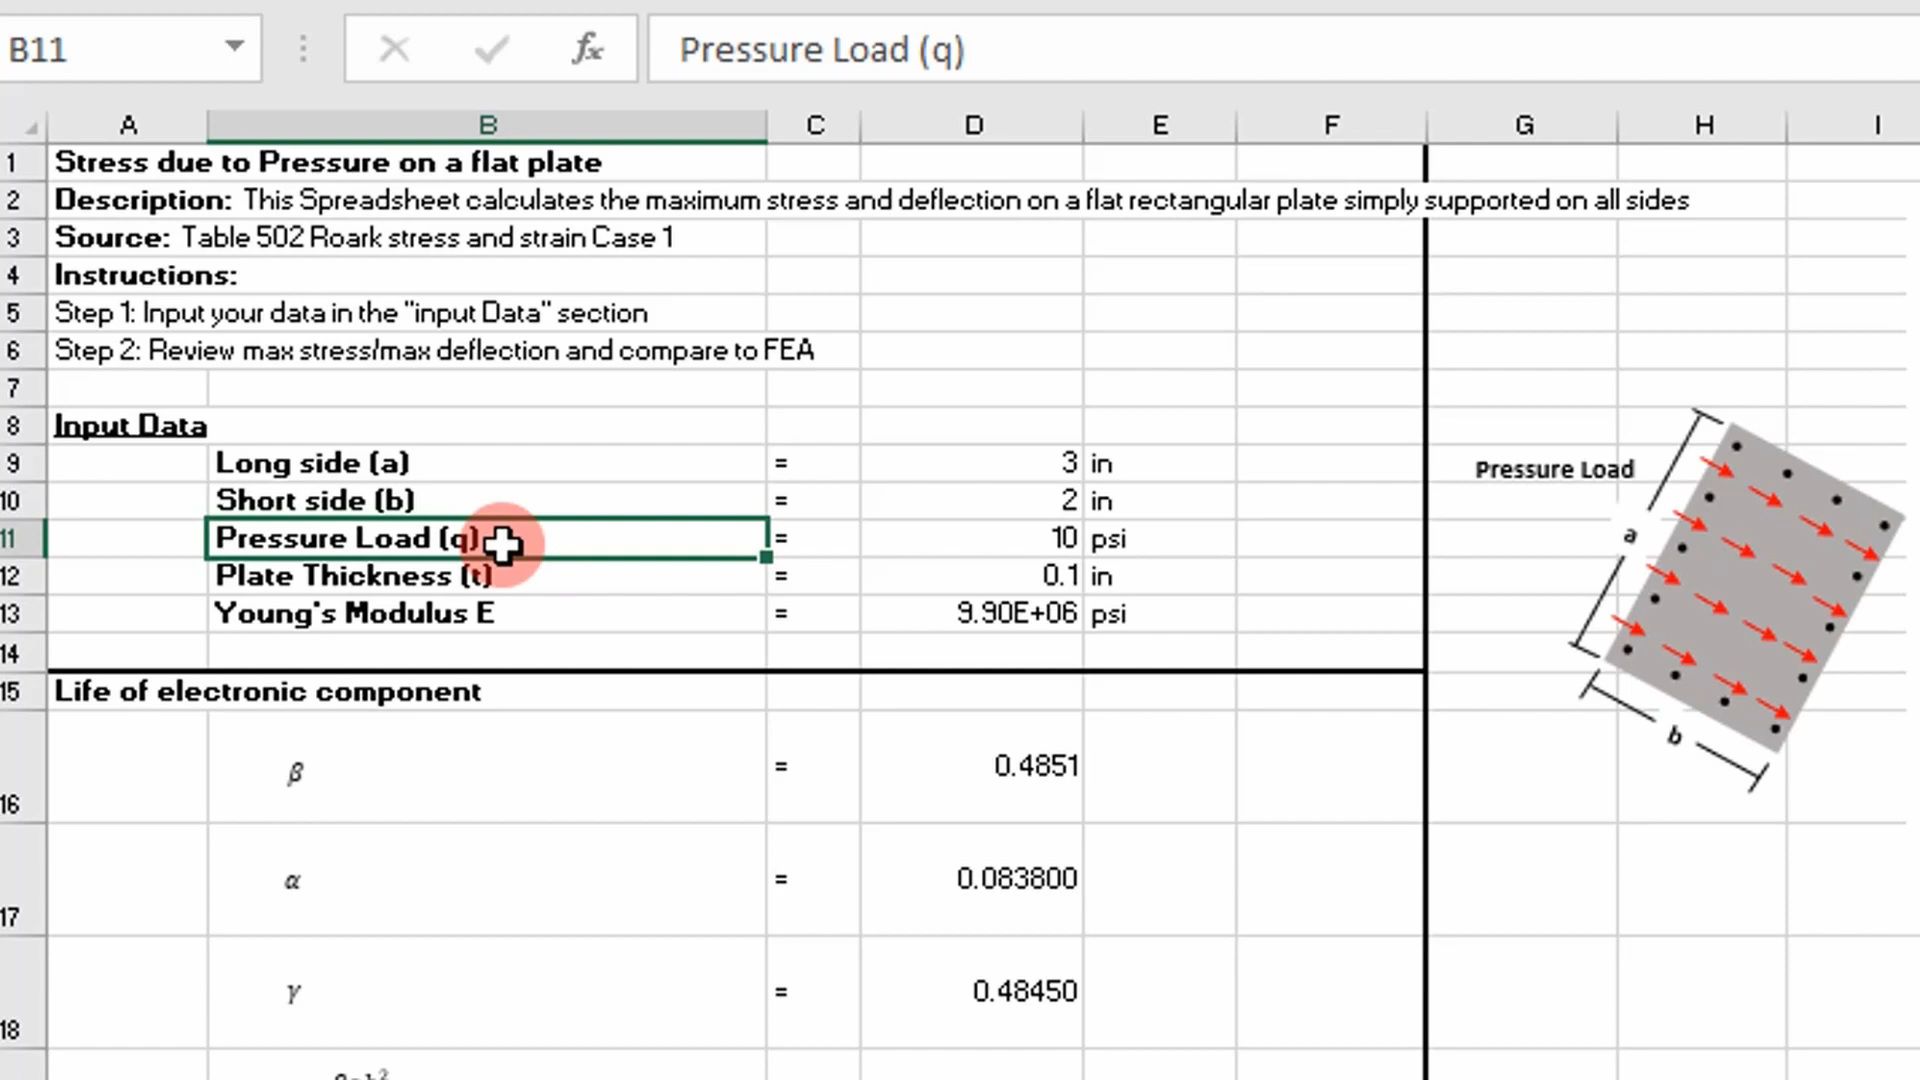 B11 fx Pressure Load (q)
A B C D E F G H I
1 Stress due to Pressure on a flat plate
2 Description: This Spreadsheet calculates the maximum stress and deflection on a flat rectangular plate simply supported on all sides
3 Source: Table 502 Roark stress and strain Case 1
4 Instructions:
5 Step 1: Input your data in the "input Data" section
6 Step 2: Review max stress/max deflection and compare to FEA
7
8 Input Data
9 Long side (a) = 3 in
10 Short side (b) = 2 in
11 Pressure Load (q) = 10 psi
12 Plate Thickness (t) = 0.1 in
13 Young's Modulus E = 9.90E+06 psi
14
15 Life of electronic component
16 β = 0.4851
17 α = 0.083800
18 γ = 0.48450
Pressure Load
a
b